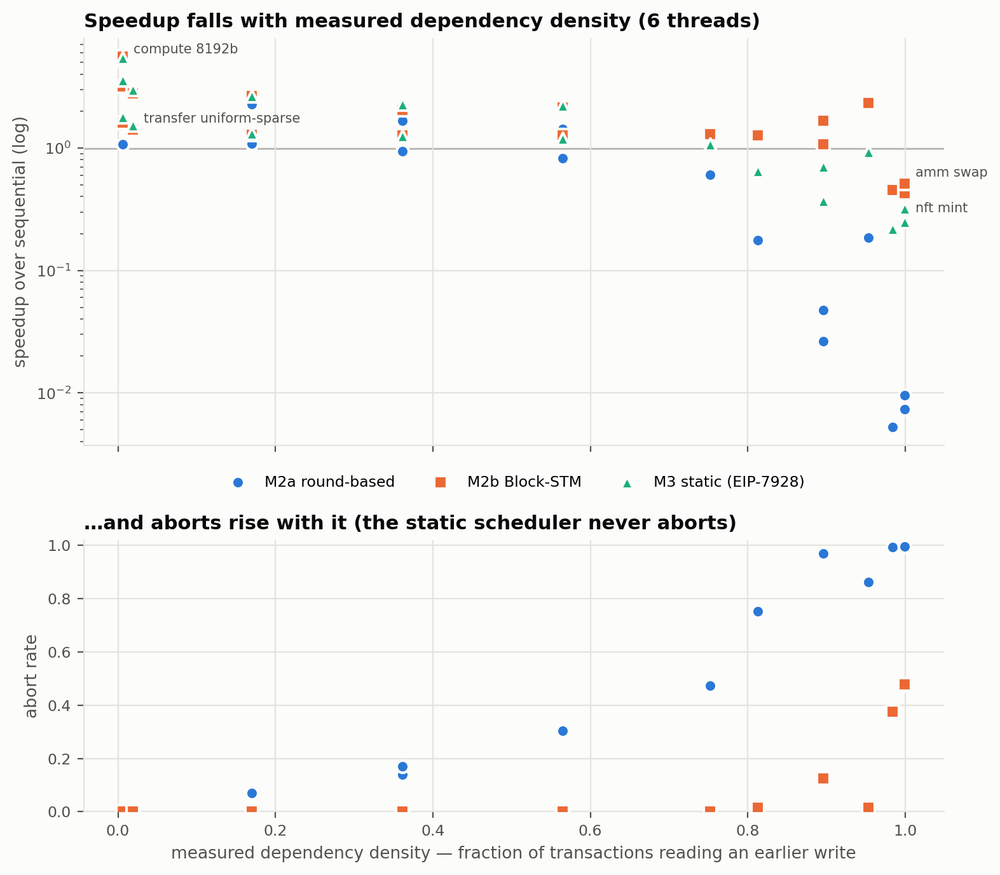 Speedup falls with measured dependency density (6 threads)
compute 8192b
transfer uniform-sparse
amm swap
nft mint
speedup over sequential (log)
10⁰
10⁻¹
10⁻²
M2a round-based
M2b Block-STM
M3 static (EIP-7928)
…and aborts rise with it (the static scheduler never aborts)
abort rate
1.0
0.8
0.6
0.4
0.2
0.0
0.0 0.2 0.4 0.6 0.8 1.0
measured dependency density — fraction of transactions reading an earlier write